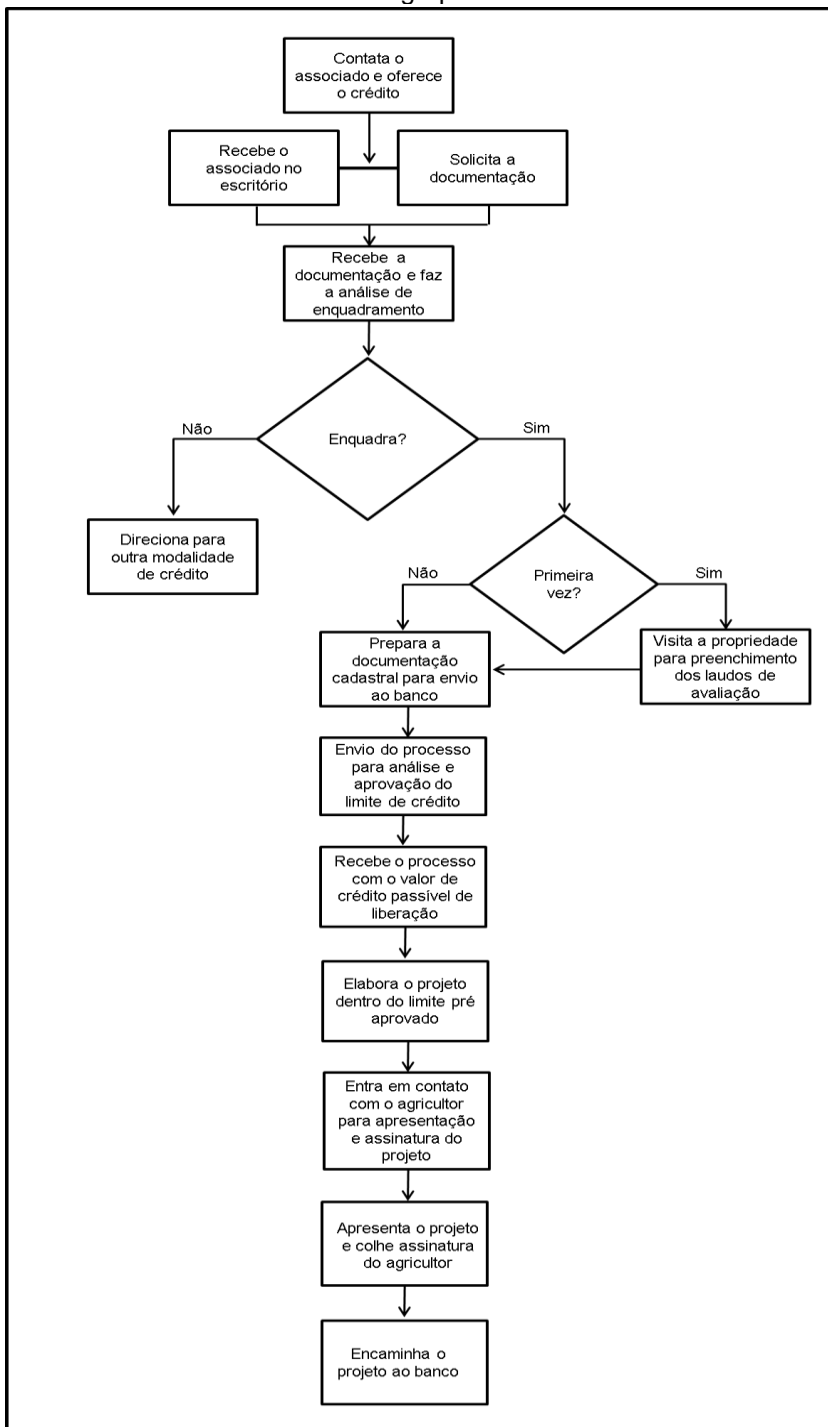 Contata o
associado e oferece
o crédito
Recebe o
associado no
escritório
Solicita a
documentação
Recebe a
documentação e faz
a análise de
enquadramento
Não
Enquadra?
Sim
Direciona para
outra modalidade
de crédito
Não
Primeira
vez?
Sim
Prepara a
documentação
cadastral para envio
ao banco
Visita a propriedade
para preenchimento
dos laudos de
avaliação
Envio do processo
para análise e
aprovação do
limite de crédito
Recebe o processo
com o valor de
crédito passível de
liberação
Elabora o projeto
dentro do limite pré
aprovado
Entra em contato
com o agricultor
para apresentação
e assinatura do
projeto
Apresenta o projeto
e colhe assinatura
do agricultor
Encaminha o
projeto ao banco